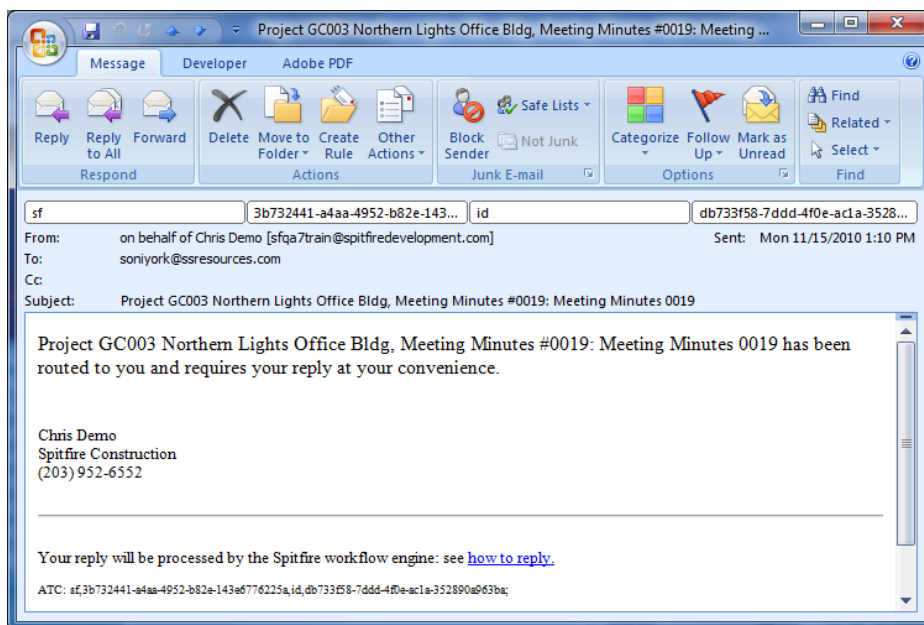 Project GC003 Northern Lights Office Bldg, Meeting Minutes #0019: Meeting ...
Message Developer Adobe PDF
Reply
Reply to All
Forward
Respond
Delete
Move to Folder
Create Rule
Other Actions
Actions
Block Sender
Safe Lists
Not Junk
Junk E-mail
Categorize
Follow Up
Mark as Unread
Options
Find
Related
Select
Find
sf 3b732441-a4aa-4952-b82e-143... id db733f58-7ddd-4f0e-ac1a-3528...
From: on behalf of Chris Demo [sfqa7train@spitfiredevelopment.com] Sent: Mon 11/15/2010 1:10 PM
To: soniyork@ssresources.com
Cc:
Subject: Project GC003 Northern Lights Office Bldg, Meeting Minutes #0019: Meeting Minutes 0019
Project GC003 Northern Lights Office Bldg, Meeting Minutes #0019: Meeting Minutes 0019 has been
routed to you and requires your reply at your convenience.
Chris Demo
Spitfire Construction
(203) 952-6552
Your reply will be processed by the Spitfire workflow engine: see how to reply.
ATC: sf,3b732441-a4aa-4952-b82e-143e6776225a,id,db733f58-7ddd-4f0e-ac1a-352890a963ba;